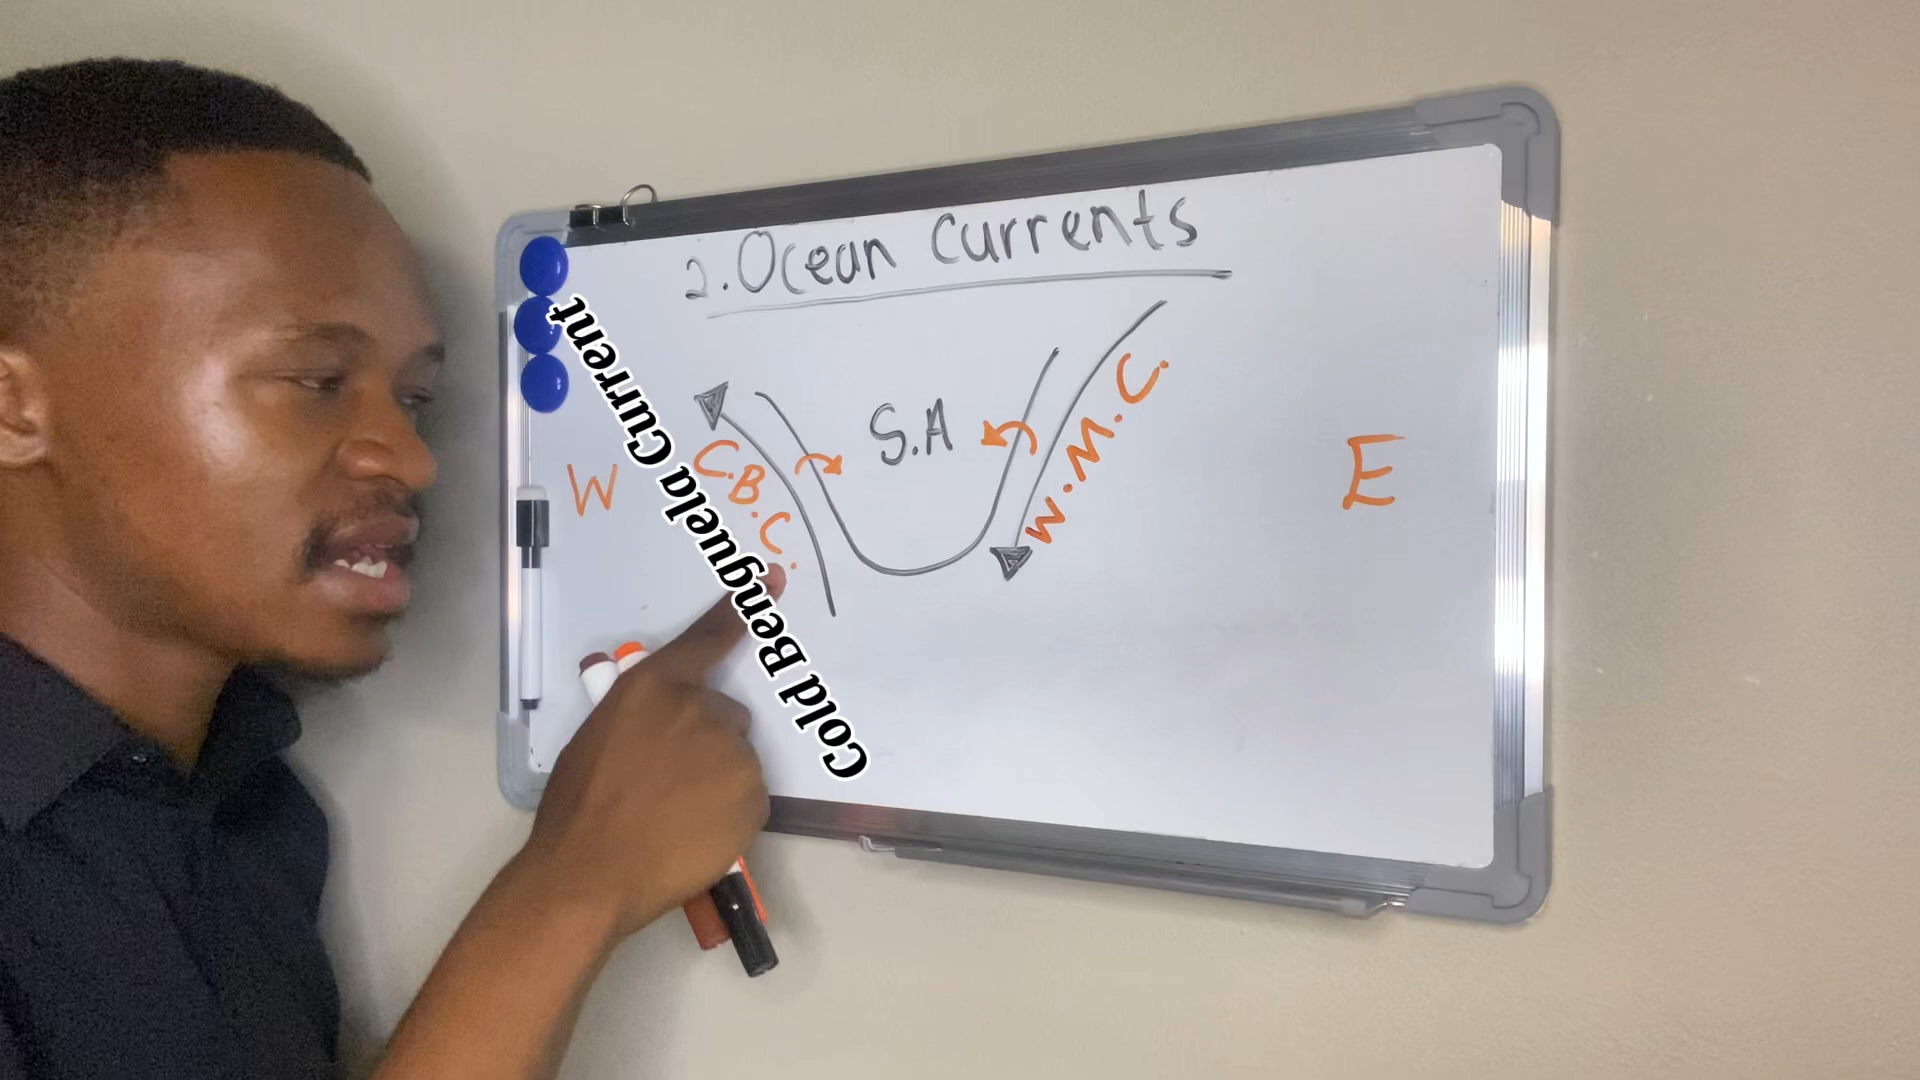 2. Ocean Currents
S.A
W
C.B.C.
W.M.C.
E
Cold Benguela Current